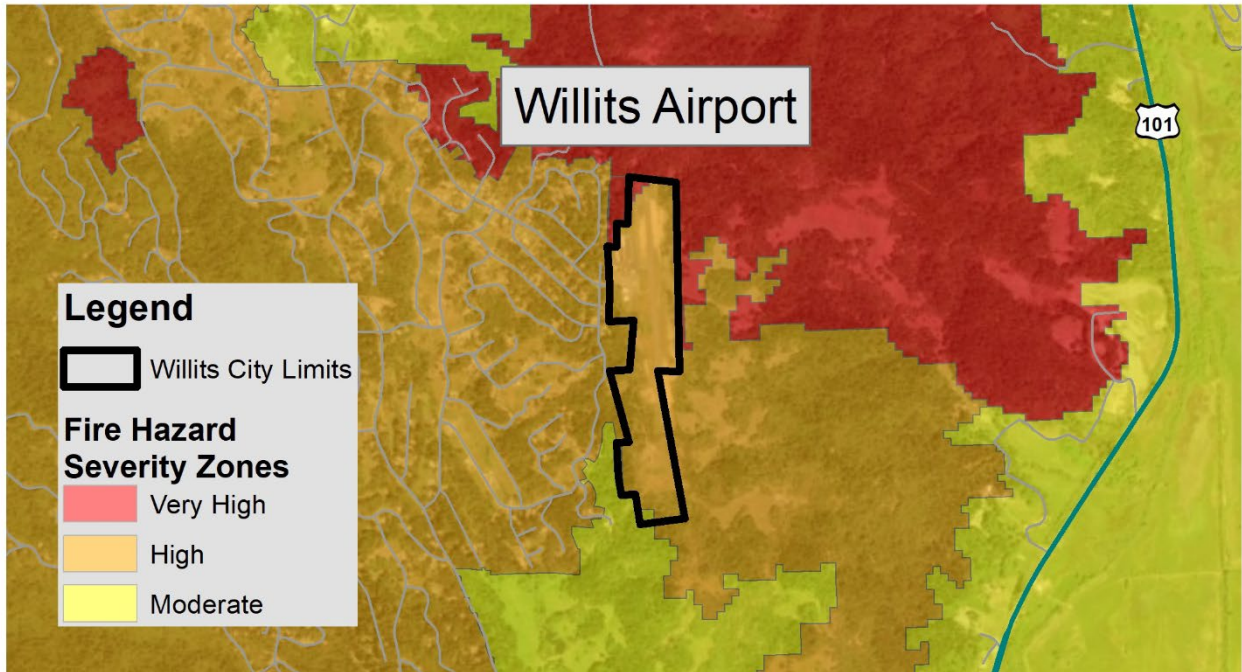 Willits Airport
101
Legend
Willits City Limits
Fire Hazard
Severity Zones
Very High
High
Moderate